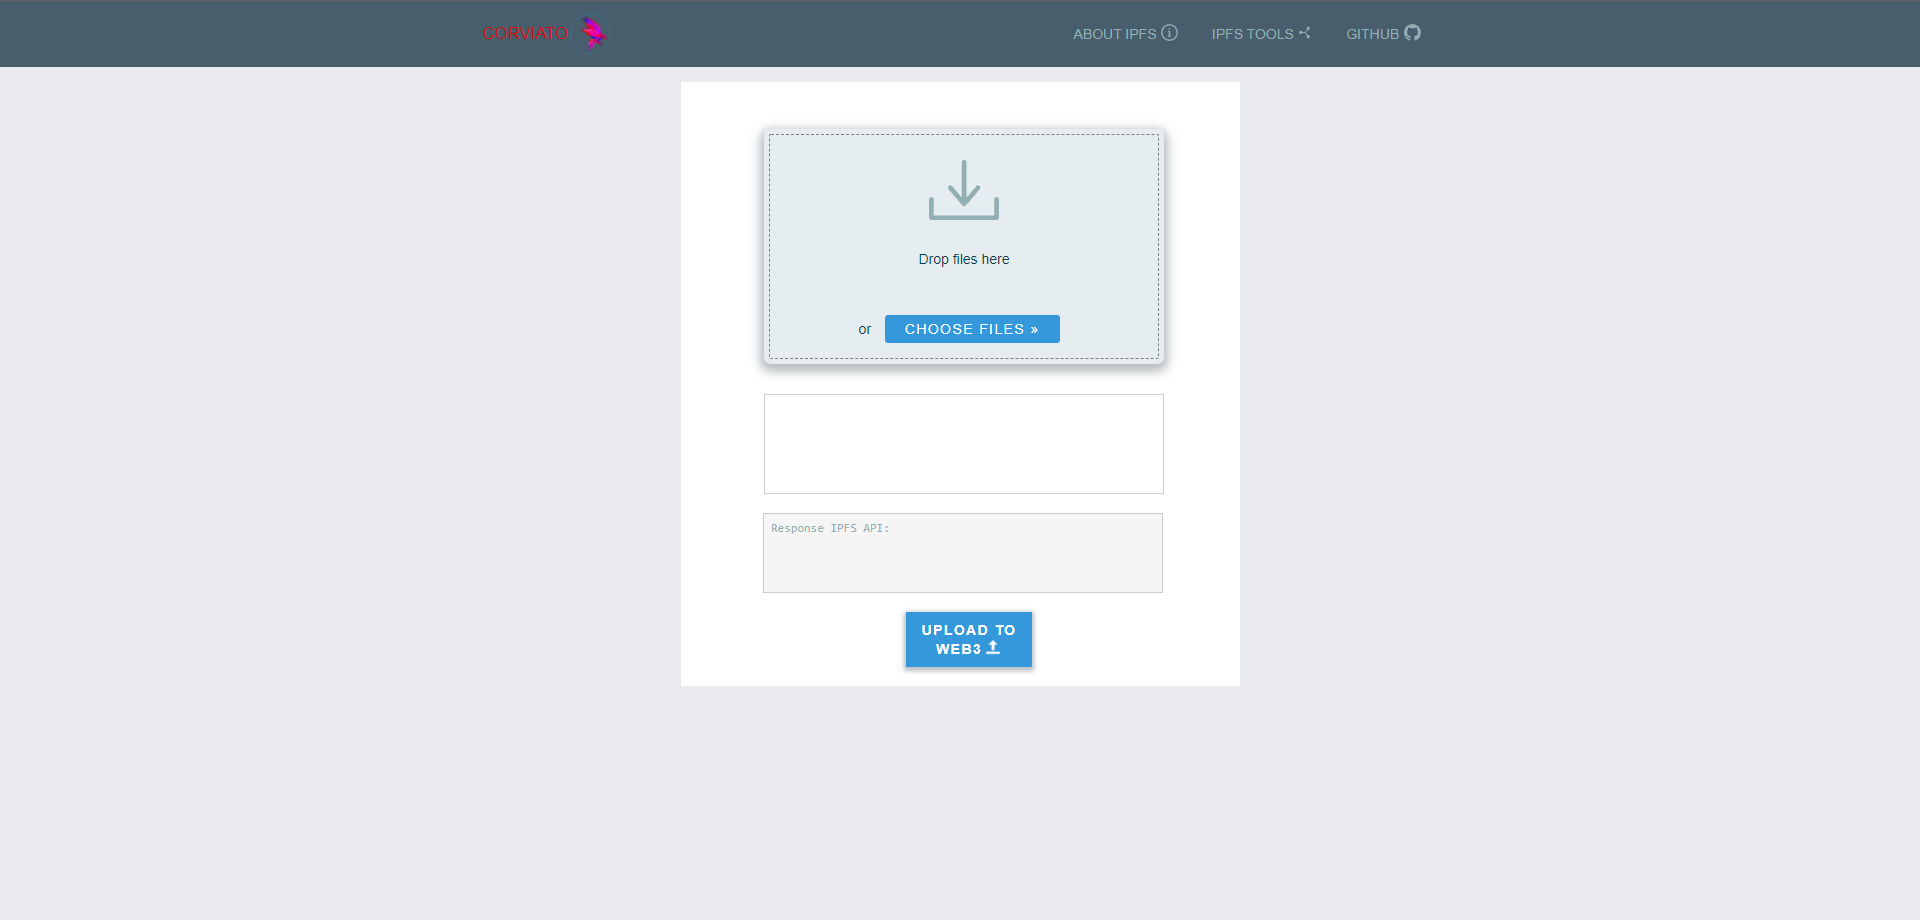 CORVIATO
ABOUT IPFS
IPFS TOOLS
GITHUB
Drop files here
or
CHOOSE FILES »
Response IPFS API:
UPLOAD TO
WEB3